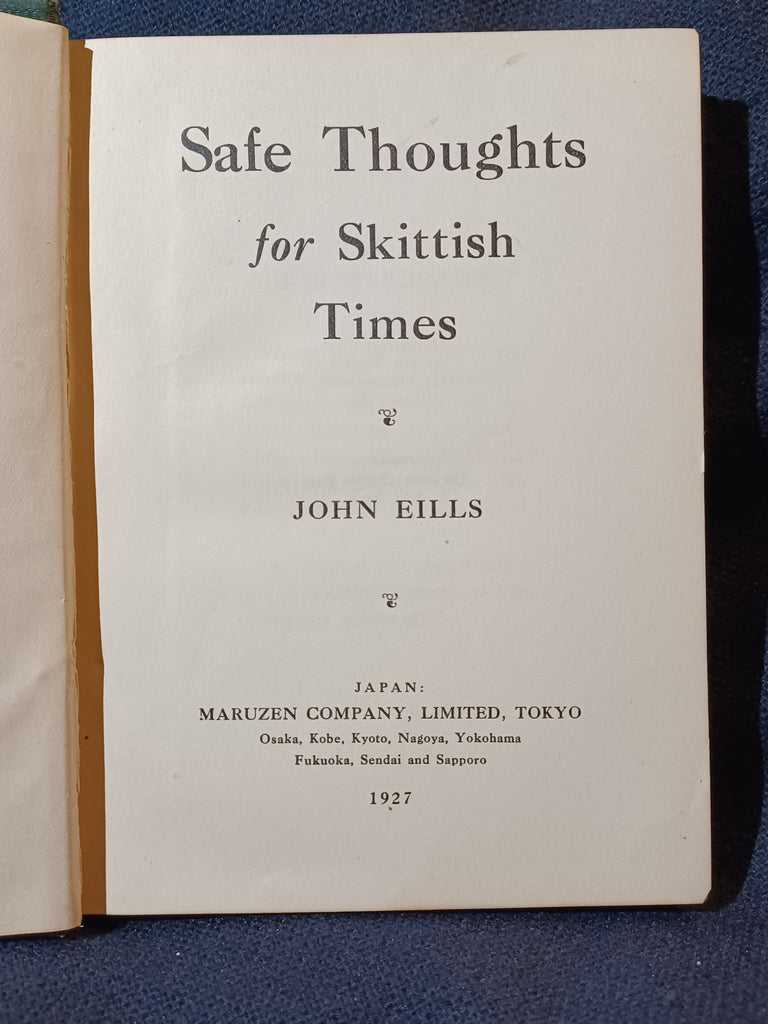 Safe Thoughts
for Skittish
Times
JOHN EILLS
JAPAN:
MARUZEN COMPANY, LIMITED, TOKYO
Osaka, Kobe, Kyoto, Nagoya, Yokohama
Fukuoka, Sendai and Sapporo
1927